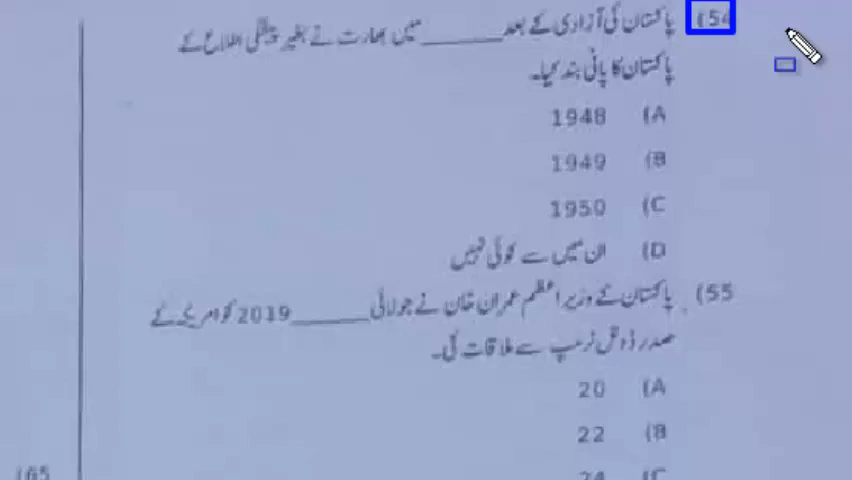 54) پاکستان کی آزادی کے بعد ______ میں بھارت نے بغیر پیشگی اطلاع کے
پاکستان کا پانی بند کیا۔
A) 1948
B) 1949
C) 1950
D) ان میں سے کوئی نہیں
55) پاکستان کے وزیر اعظم عمران خان نے جولائی ______ 2019 کو امریکہ کے
صدر ڈونلڈ ٹرمپ سے ملاقات کی۔
A) 20
B) 22
C) 24
65)